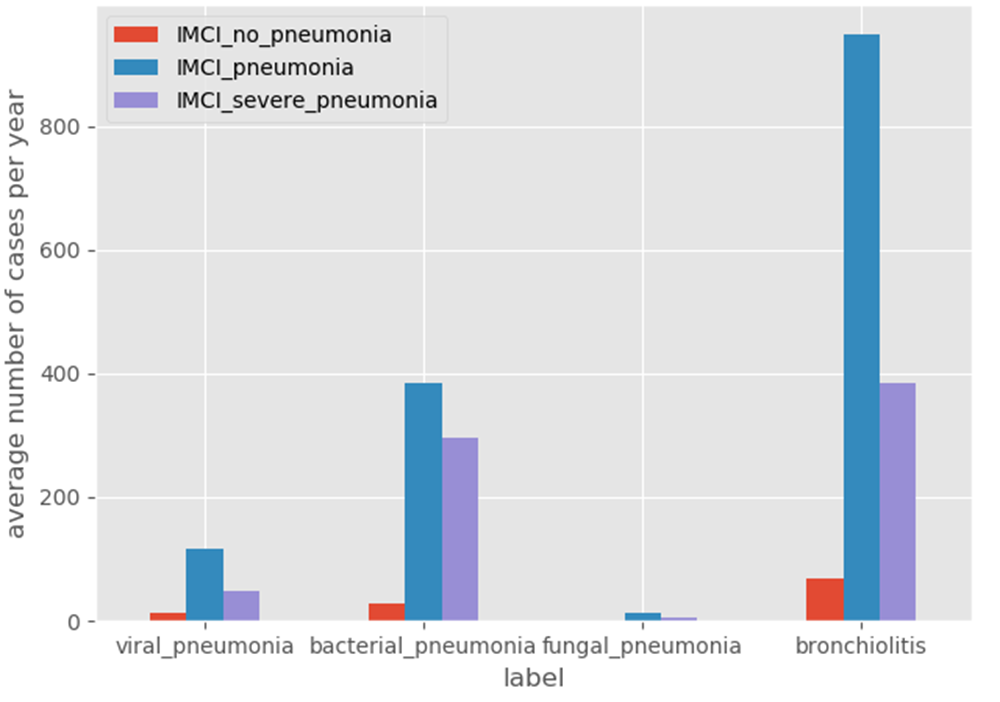 IMCI_no_pneumonia
IMCI_pneumonia
IMCI_severe_pneumonia
average number of cases per year
800
600
400
200
0
viral_pneumonia bacterial_pneumonia fungal_pneumonia bronchiolitis
label